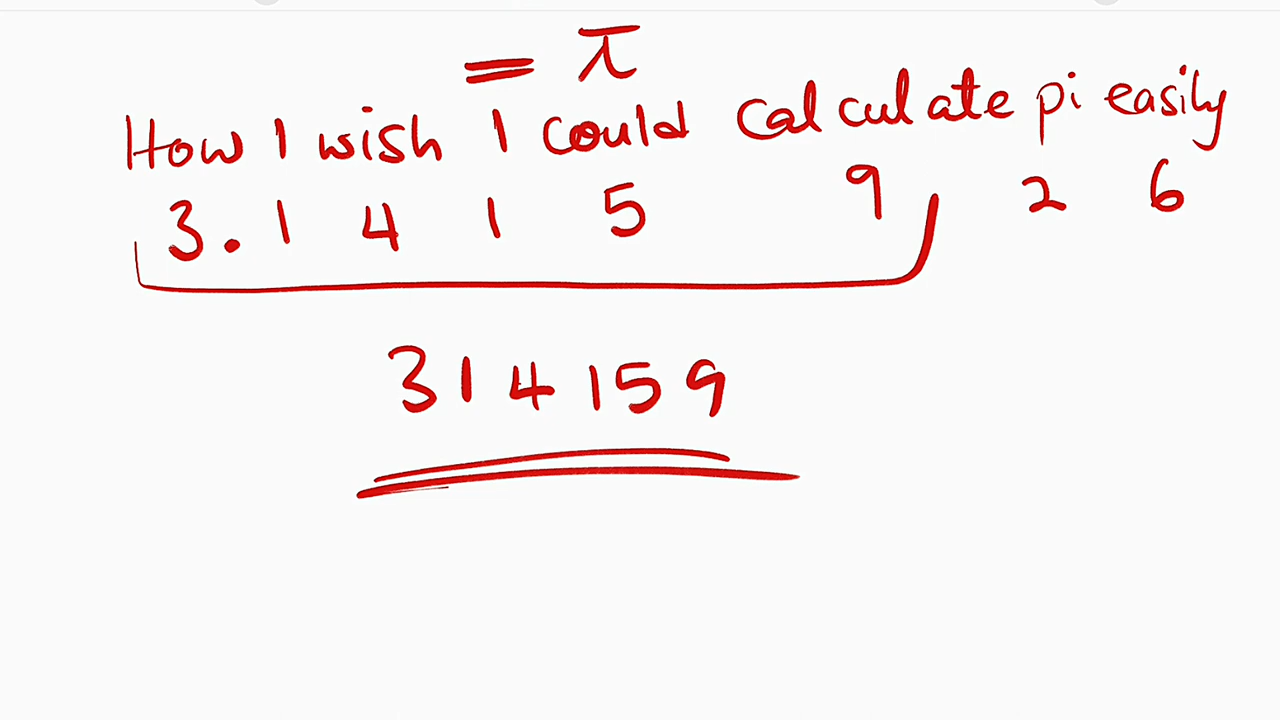 = π
How I wish I could calculate pi easily
3.1 4 1 5 9 2 6
314159